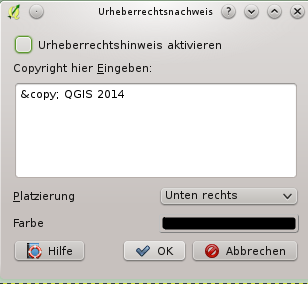 Urheberrechtsnachweis
Urheberrechtshinweis aktivieren
Copyright hier Eingeben:
&copy; QGIS 2014
Platzierung Unten rechts
Farbe
Hilfe OK Abbrechen